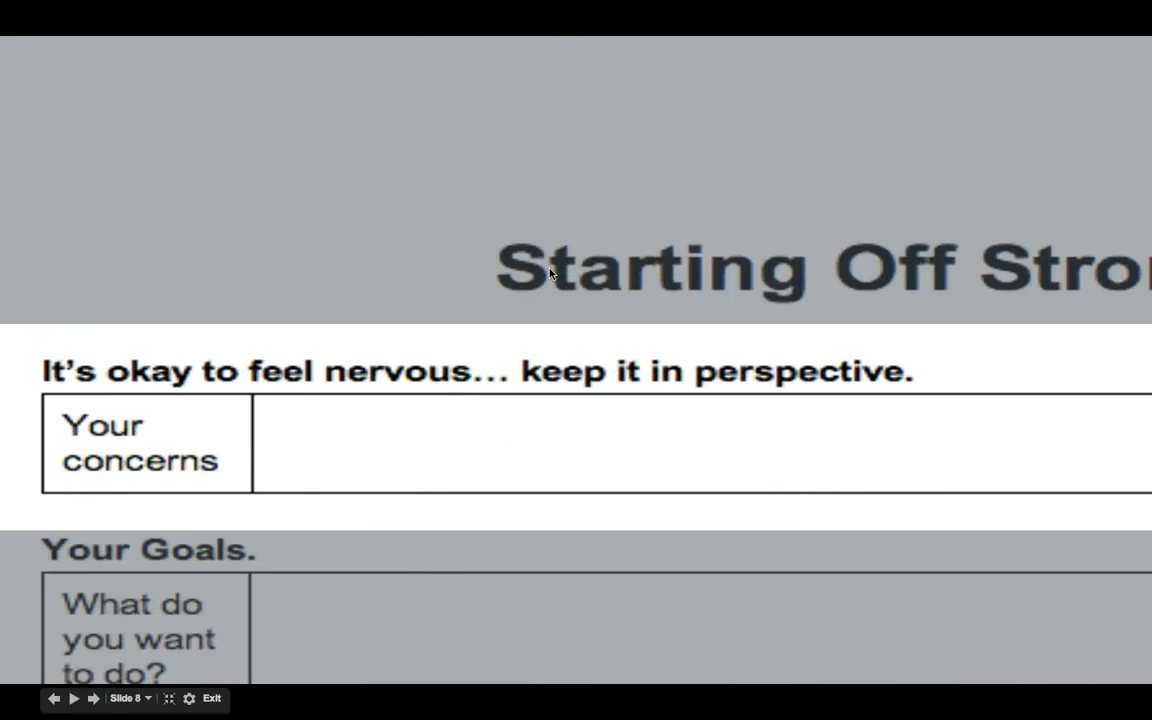 Starting Off Stro
It's okay to feel nervous... keep it in perspective.
Your
concerns
Your Goals.
What do
you want
to do?
Slide 8
Exit